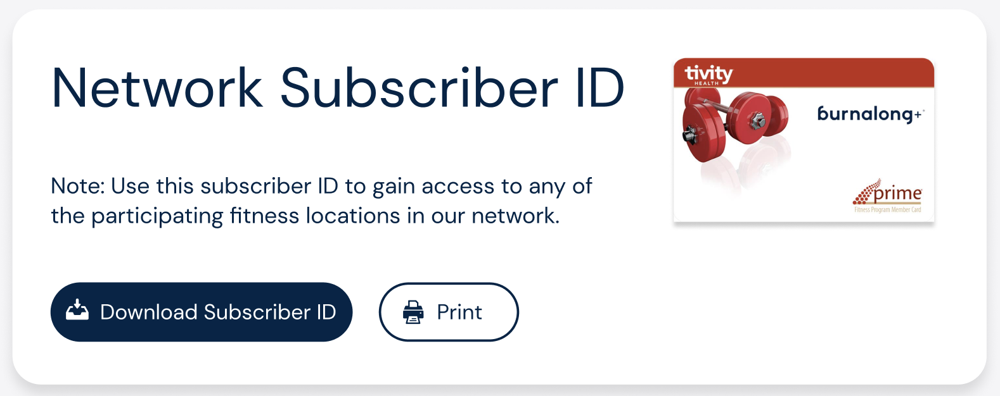 Network Subscriber ID
Note: Use this subscriber ID to gain access to any of
the participating fitness locations in our network.
Download Subscriber ID
Print
tivity
HEALTH
burnalong+
prime
Fitness Program Member Card